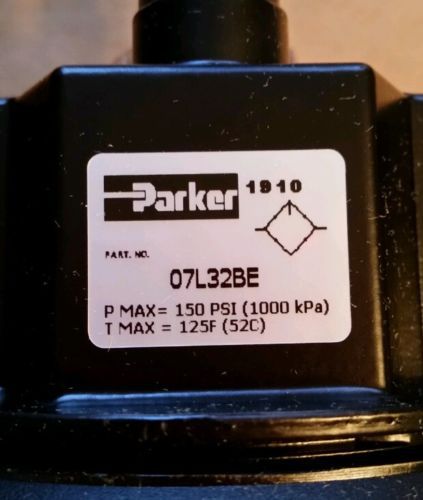 Parker 1910
PART. NO.
07L32BE
P MAX= 150 PSI (1000 kPa)
T MAX = 125F (52C)